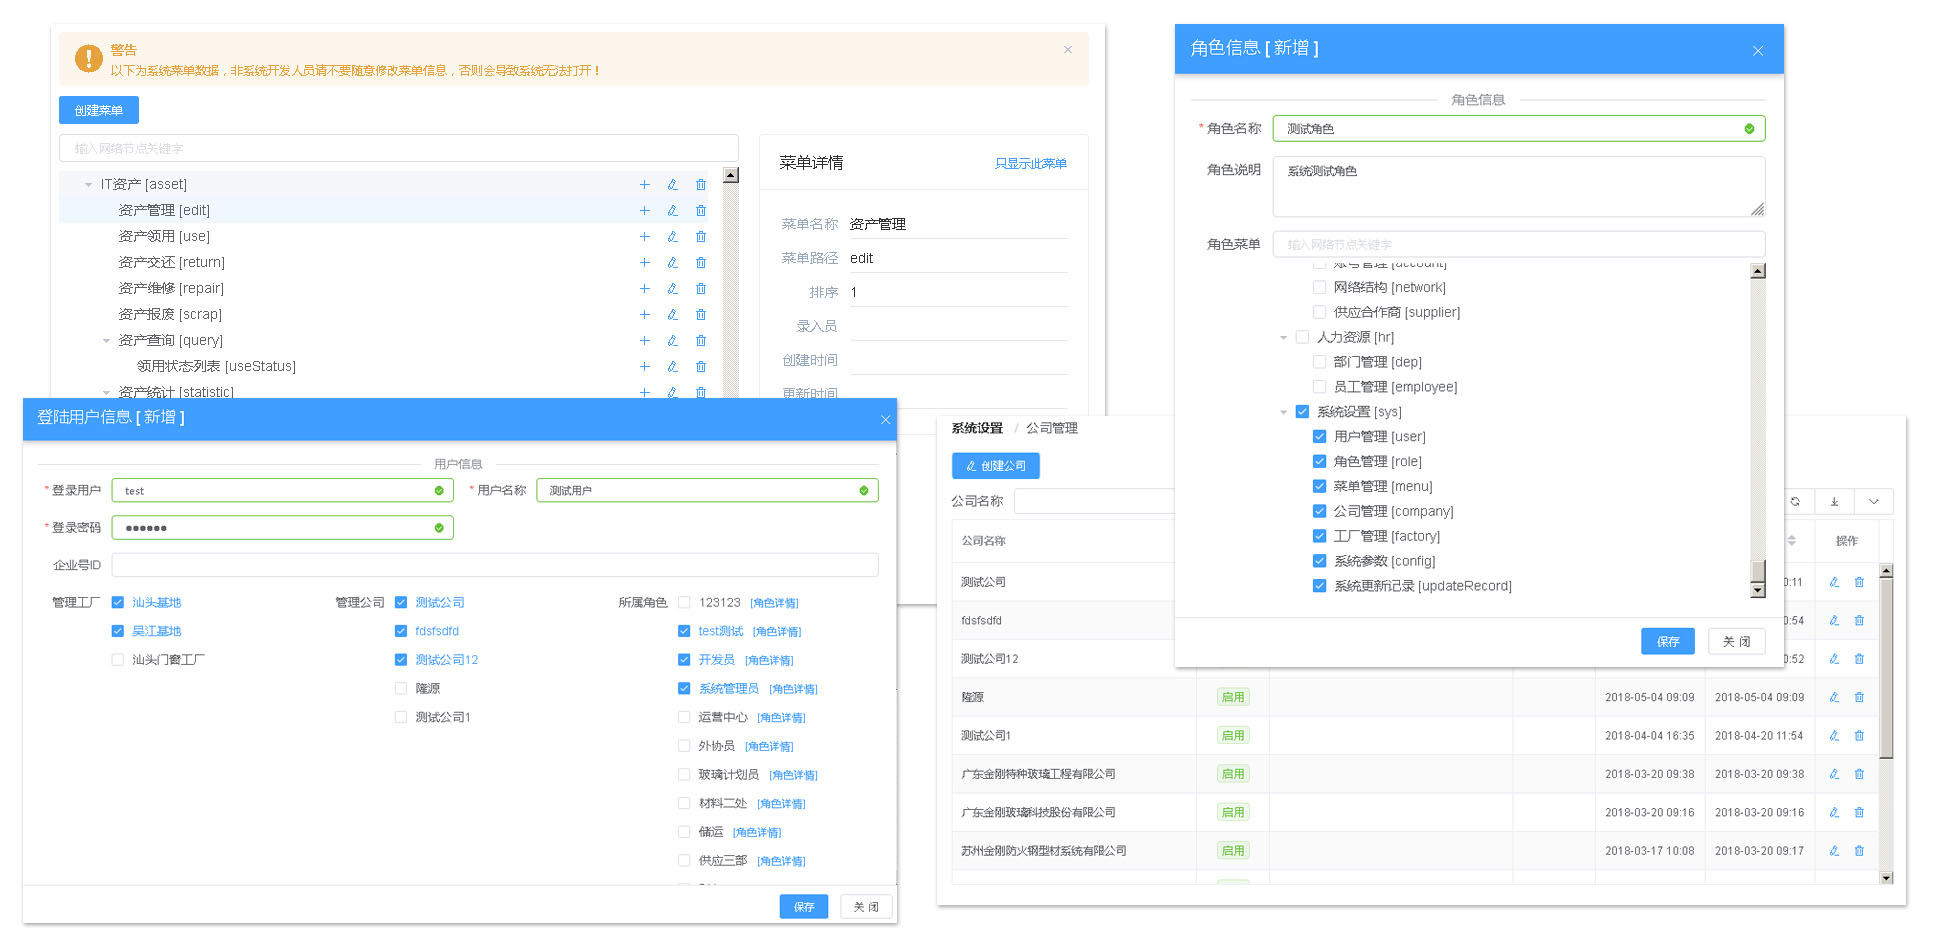 警告
以下为系统菜单数据，非系统开发人员请不要随意修改菜单信息，否则会导致系统无法打开！
创建菜单
输入网络节点关键字
IT资产 [asset]
资产管理 [edit]
资产领用 [use]
资产交还 [return]
资产维修 [repair]
资产报废 [scrap]
资产查询 [query]
领用状态列表 [useStatus]
资产统计 [statistic]
菜单详情 只显示此菜单
菜单名称 资产管理
菜单路径 edit
排序 1
录入员
创建时间
更新时间
角色信息 [ 新增 ]
角色信息
* 角色名称 测试角色
角色说明 系统测试角色
角色菜单 输入网络节点关键字
账号管理 [account]
网络结构 [network]
供应合作商 [supplier]
人力资源 [hr]
部门管理 [dep]
员工管理 [employee]
系统设置 [sys]
用户管理 [user]
角色管理 [role]
菜单管理 [menu]
公司管理 [company]
工厂管理 [factory]
系统参数 [config]
系统更新记录 [updateRecord]
保存 关 闭
登陆用户信息 [ 新增 ]
用户信息
* 登录用户 test * 用户名称 测试用户
* 登录密码 ••••••
企业号ID
管理工厂 汕头基地 管理公司 测试公司 所属角色 123123 [角色详情]
吴江基地 fdsfsdfd test测试 [角色详情]
汕头门窗工厂 测试公司12 开发员 [角色详情]
隆源 系统管理员 [角色详情]
测试公司1 运营中心 [角色详情]
外协员 [角色详情]
玻璃计划员 [角色详情]
材料二处 [角色详情]
储运 [角色详情]
供应三部 [角色详情]
保存 关 闭
系统设置 / 公司管理
创建公司
公司名称
公司名称 操作
测试公司 0:11
fdsfsdfd 0:54
测试公司12 0:52
隆源 启用 2018-05-04 09:09 2018-05-04 09:09
测试公司1 启用 2018-04-04 16:35 2018-04-20 11:54
广东金刚特种玻璃工程有限公司 启用 2018-03-20 09:38 2018-03-20 09:38
广东金刚玻璃科技股份有限公司 启用 2018-03-20 09:16 2018-03-20 09:16
苏州金刚防火钢型材系统有限公司 启用 2018-03-17 10:08 2018-03-20 09:17